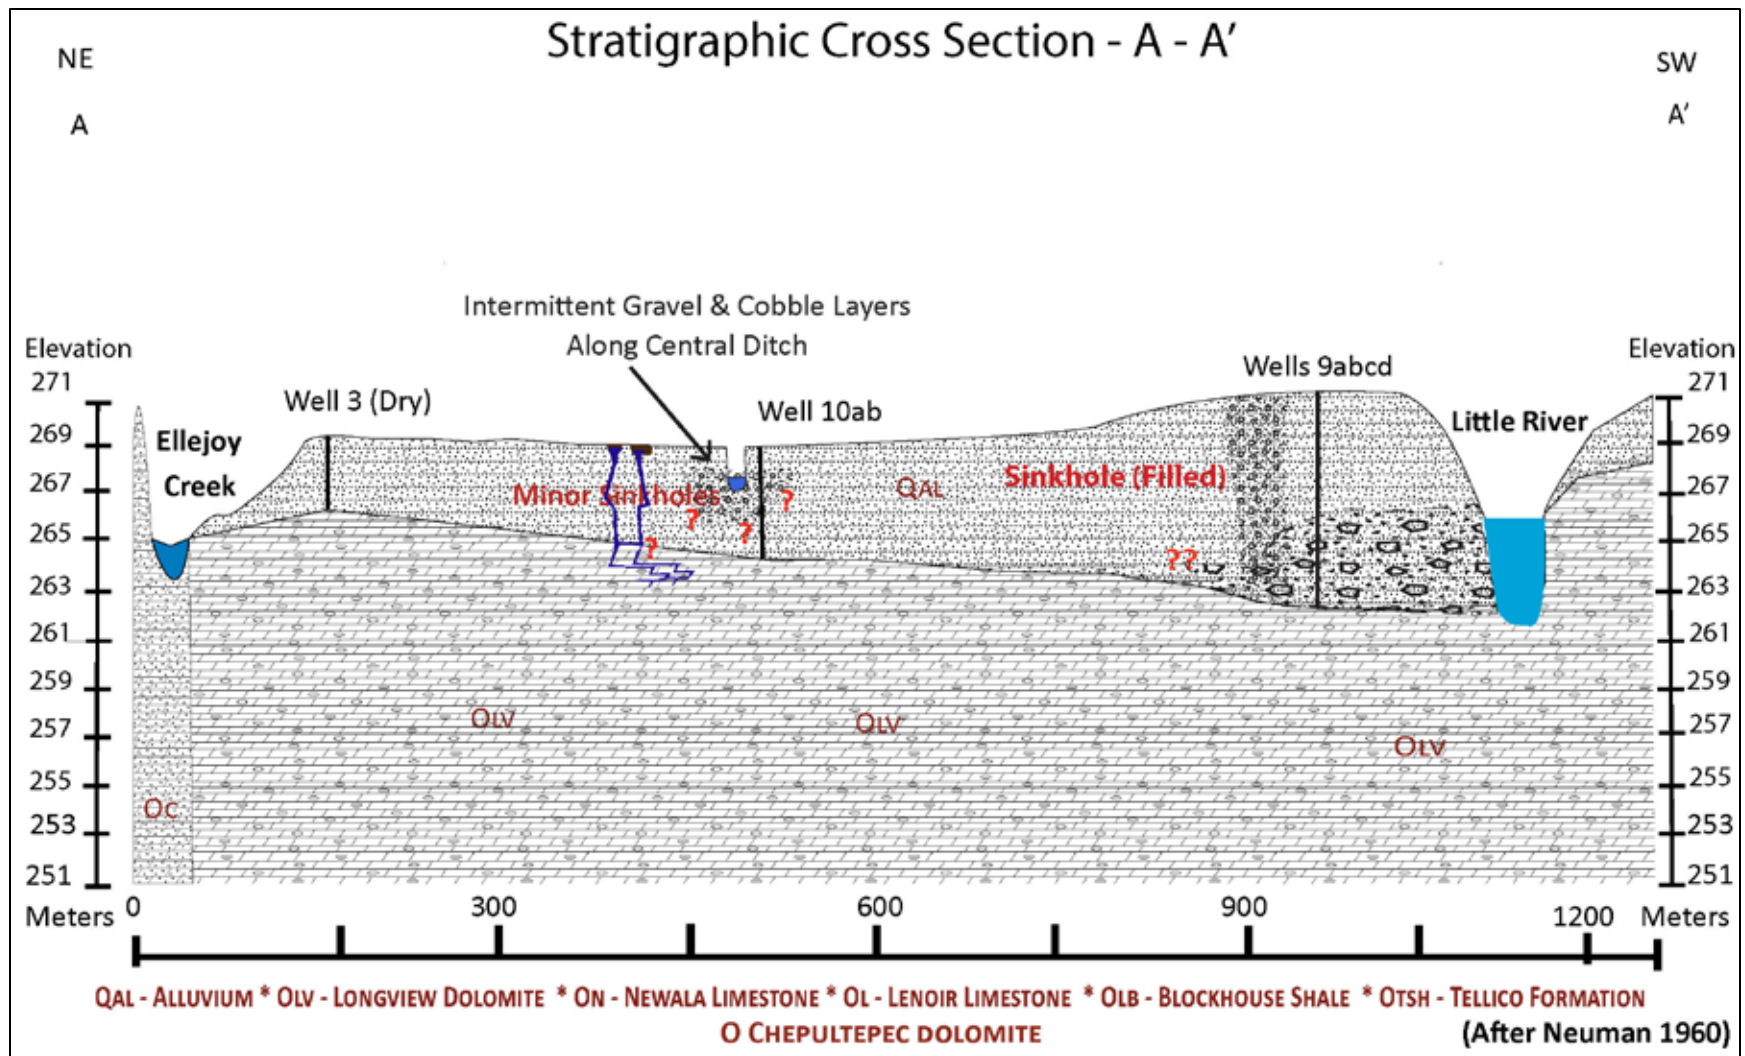 Stratigraphic Cross Section - A - A'
NE
SW
A
A'
Intermittent Gravel & Cobble Layers
Along Central Ditch
Elevation
Elevation
Wells 9abcd
271
271
Well 3 (Dry)
Well 10ab
Ellejoy
Creek
Little River
269
269
Sinkhole (Filled)
267
267
Minor Sinkholes
QAL
?
?
?
?
??
265
265
263
263
261
261
259
259
OLV
OLV
OLV
257
257
255
255
OC
253
253
251
251
Meters
0
300
600
900
1200
Meters
QAL - ALLUVIUM * OLV - LONGVIEW DOLOMITE * ON - NEWALA LIMESTONE * OL - LENOIR LIMESTONE * OLB - BLOCKHOUSE SHALE * OTSH - TELLICO FORMATION
O CHEPULTEPEC DOLOMITE
(After Neuman 1960)